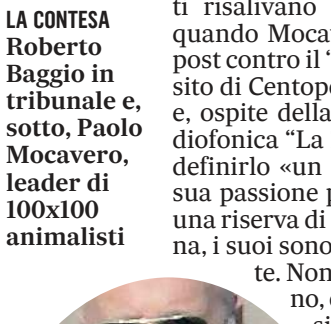 LA CONTESA
Roberto
Baggio in
tribunale e,
sotto, Paolo
Mocavero,
leader di
100x100
animalisti
ti risalivano
quando
post contro il “
sito di
e, ospite della
“La
definirlo «un
sua passione
una riserva di
na, i suoi sono
te.
no,